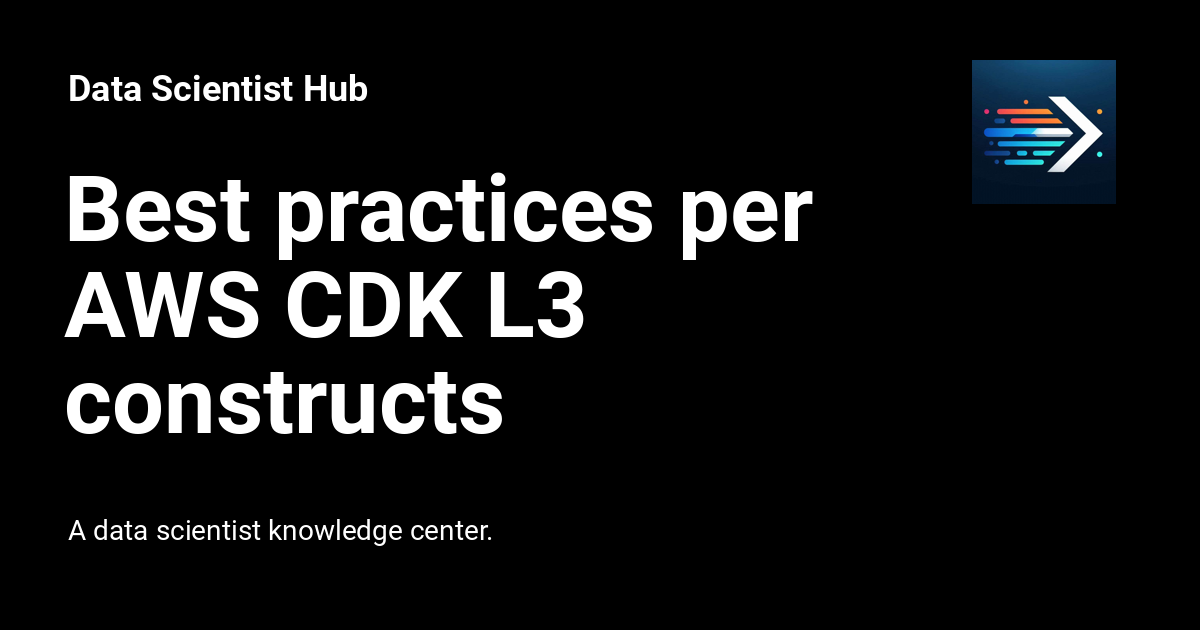 Data Scientist Hub
Best practices per
AWS CDK L3
constructs
A data scientist knowledge center.